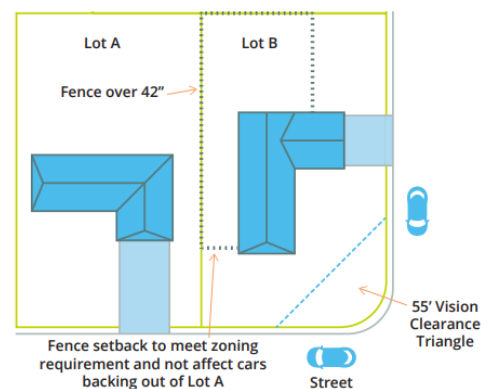 Lot A
Lot B
Fence over 42”
55’ Vision
Clearance
Triangle
Fence setback to meet zoning
requirement and not affect cars
backing out of Lot A
Street